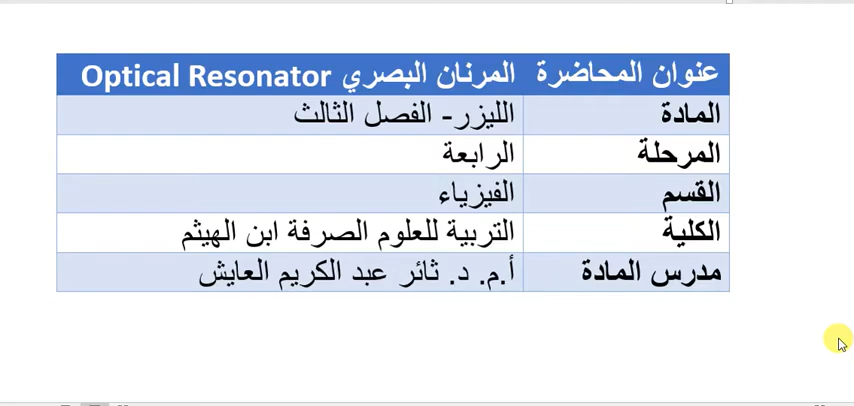 عنوان المحاضرة المرنان البصري Optical Resonator
المادة الليزر- الفصل الثالث
المرحلة الرابعة
القسم الفيزياء
الكلية التربية للعلوم الصرفة ابن الهيثم
مدرس المادة أ.م. د. ثائر عبد الكريم العايش